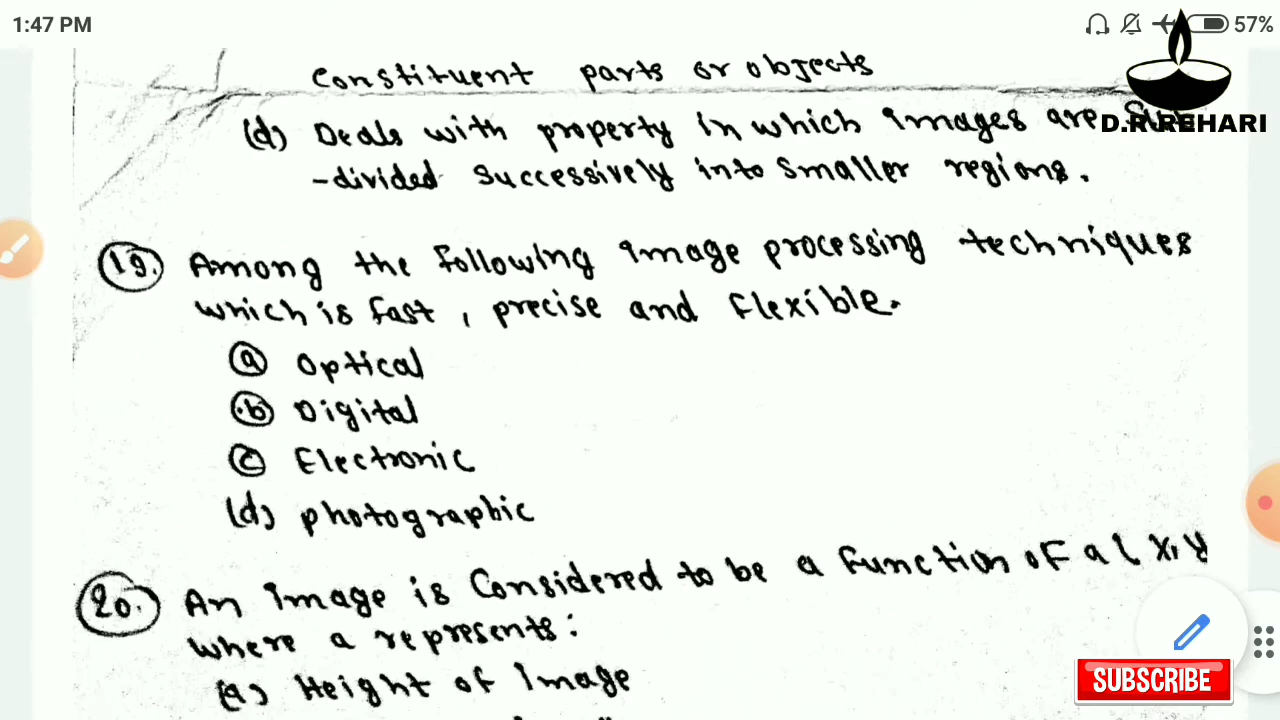 1:47 PM
57%
Constituent parts or objects
D.R REHARI
(d) Deals with property in which images are Sub
-divided successively into smaller regions.
19. Among the following image processing techniques
which is fast, precise and flexible.
(a) Optical
(b) Digital
(c) Electronic
(d) photographic
20. An image is considered to be a function of a(x,y
where a represents:
(a) Height of Image
SUBSCRIBE